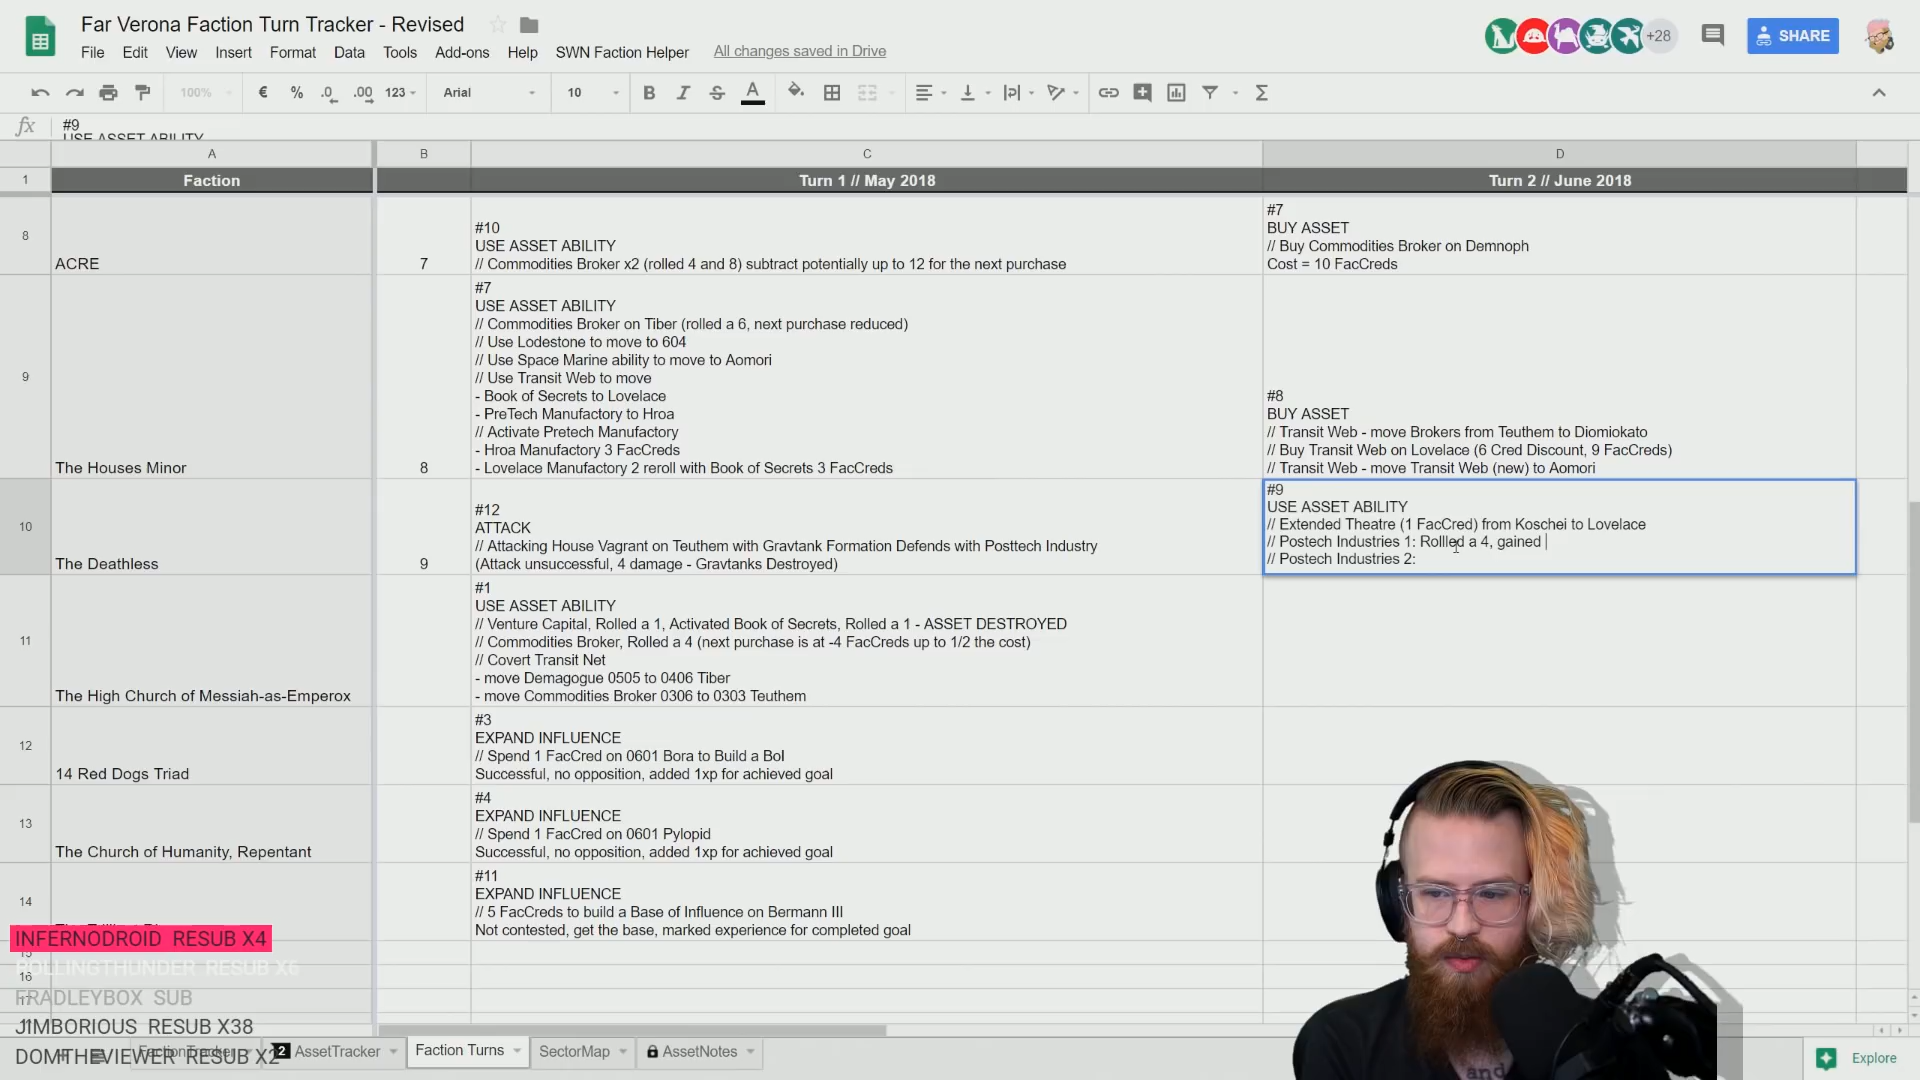 Far Verona Faction Turn Tracker - Revised
File Edit View Insert Format Data Tools Add-ons Help SWN Faction Helper All changes saved in Drive
+28
SHARE
100% € % .0 .00 123 Arial 10 B I S A
fx #9
USE ASSET ABILITY
A B C D
1 Faction Turn 1 // May 2018 Turn 2 // June 2018
8
ACRE
7
#10
USE ASSET ABILITY
// Commodities Broker x2 (rolled 4 and 8) subtract potentially up to 12 for the next purchase
#7
BUY ASSET
// Buy Commodities Broker on Demnoph
Cost = 10 FacCreds
9
The Houses Minor
8
#7
USE ASSET ABILITY
// Commodities Broker on Tiber (rolled a 6, next purchase reduced)
// Use Lodestone to move to 604
// Use Space Marine ability to move to Aomori
// Use Transit Web to move
- Book of Secrets to Lovelace
- PreTech Manufactory to Hroa
// Activate Pretech Manufactory
- Hroa Manufactory 3 FacCreds
- Lovelace Manufactory 2 reroll with Book of Secrets 3 FacCreds
#8
BUY ASSET
// Transit Web - move Brokers from Teuthem to Diomiokato
// Buy Transit Web on Lovelace (6 Cred Discount, 9 FacCreds)
// Transit Web - move Transit Web (new) to Aomori
10
The Deathless
9
#12
ATTACK
// Attacking House Vagrant on Teuthem with Gravtank Formation Defends with Posttech Industry
(Attack unsuccessful, 4 damage - Gravtanks Destroyed)
#9
USE ASSET ABILITY
// Extended Theatre (1 FacCred) from Koschei to Lovelace
// Postech Industries 1: Rollled a 4, gained
// Postech Industries 2:
11
The High Church of Messiah-as-Emperox
#1
USE ASSET ABILITY
// Venture Capital, Rolled a 1, Activated Book of Secrets, Rolled a 1 - ASSET DESTROYED
// Commodities Broker, Rolled a 4 (next purchase is at -4 FacCreds up to 1/2 the cost)
// Covert Transit Net
- move Demagogue 0505 to 0406 Tiber
- move Commodities Broker 0306 to 0303 Teuthem
12
14 Red Dogs Triad
#3
EXPAND INFLUENCE
// Spend 1 FacCred on 0601 Bora to Build a BoI
Successful, no opposition, added 1xp for achieved goal
13
The Church of Humanity, Repentant
#4
EXPAND INFLUENCE
// Spend 1 FacCred on 0601 Pylopid
Successful, no opposition, added 1xp for achieved goal
14
#11
EXPAND INFLUENCE
// 5 FacCreds to build a Base of Influence on Bermann III
Not contested, get the base, marked experience for completed goal
15
16
17
INFERNODROID RESUB X4
ROLLINGTHUNDER RESUB X6
FRADLEYBOX SUB
JIMBORIOUS RESUB X38
DOMTHEVIEWER RESUB X2
FactionTracker 2 AssetTracker Faction Turns SectorMap AssetNotes
Explore